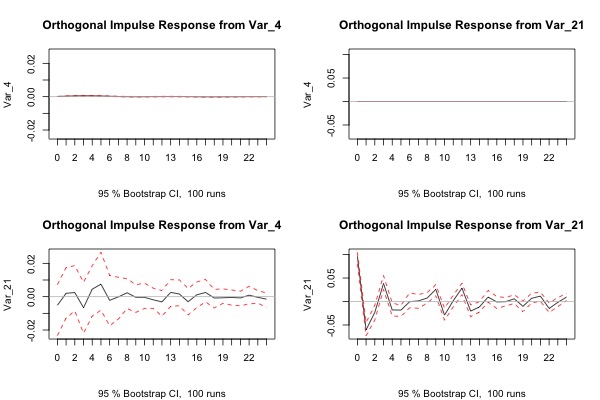 Orthogonal Impulse Response from Var_4
Var_4
0.02
0.00
-0.02
0 2 4 6 8 10 13 16 19 22
95 % Bootstrap CI, 100 runs
Orthogonal Impulse Response from Var_21
Var_4
0.05
-0.05
0 2 4 6 8 10 13 16 19 22
95 % Bootstrap CI, 100 runs
Orthogonal Impulse Response from Var_4
Var_21
0.02
0.00
-0.02
0 2 4 6 8 10 13 16 19 22
95 % Bootstrap CI, 100 runs
Orthogonal Impulse Response from Var_21
Var_21
0.05
-0.05
0 2 4 6 8 10 13 16 19 22
95 % Bootstrap CI, 100 runs